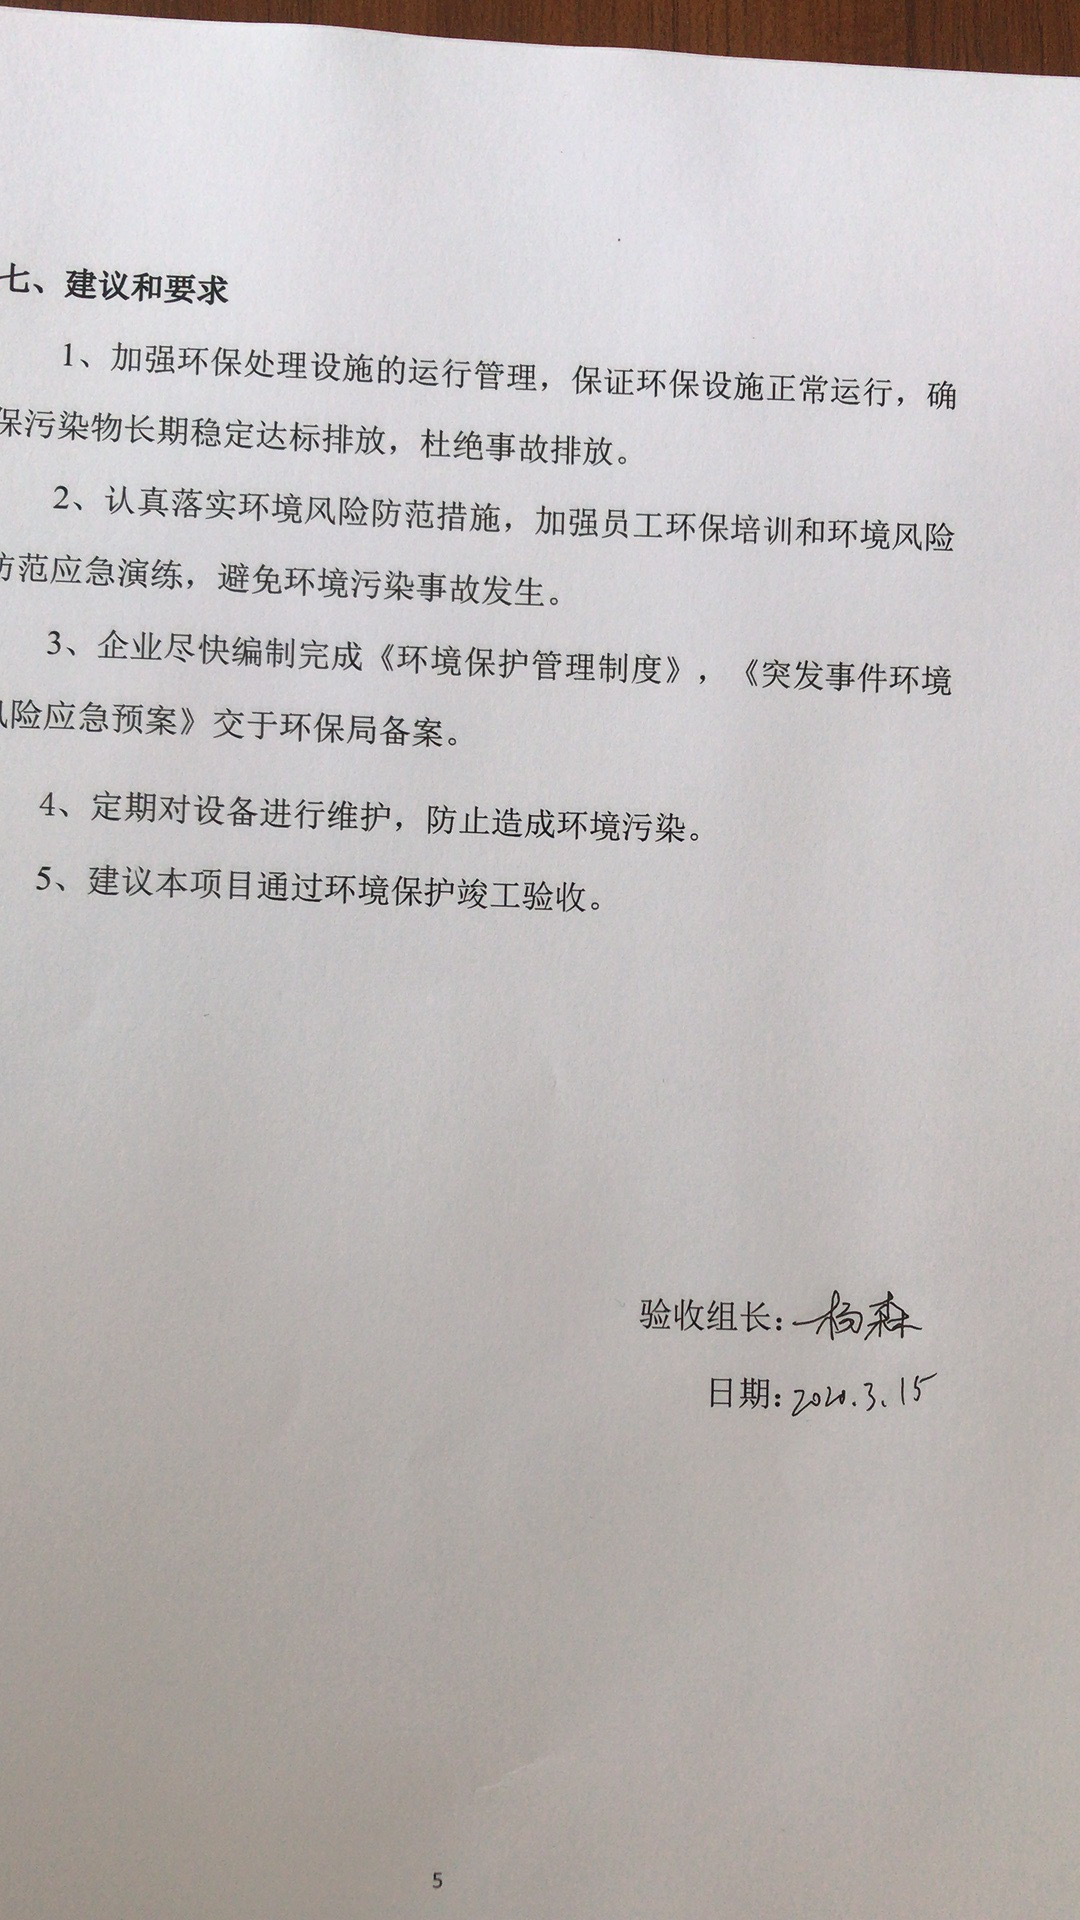 七、建议和要求
1、加强环保处理设施的运行管理，保证环保设施正常运行，确
保污染物长期稳定达标排放，杜绝事故排放。
2、认真落实环境风险防范措施，加强员工环保培训和环境风险
防范应急演练，避免环境污染事故发生。
3、企业尽快编制完成《环境保护管理制度》，《突发事件环境
风险应急预案》交于环保局备案。
4、定期对设备进行维护，防止造成环境污染。
5、建议本项目通过环境保护竣工验收。
验收组长：杨森
日期：2020.3.15
5